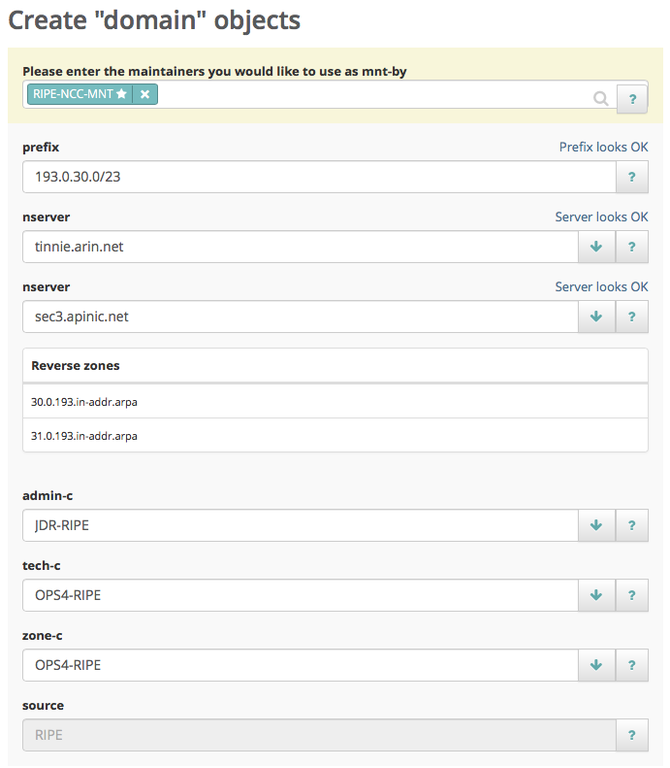 Create "domain" objects
Please enter the maintainers you would like to use as mnt-by
RIPE-NCC-MNT
?
prefix Prefix looks OK
193.0.30.0/23 ?
nserver Server looks OK
tinnie.arin.net ?
nserver Server looks OK
sec3.apinic.net ?
Reverse zones
30.0.193.in-addr.arpa
31.0.193.in-addr.arpa
admin-c
JDR-RIPE ?
tech-c
OPS4-RIPE ?
zone-c
OPS4-RIPE ?
source
RIPE ?